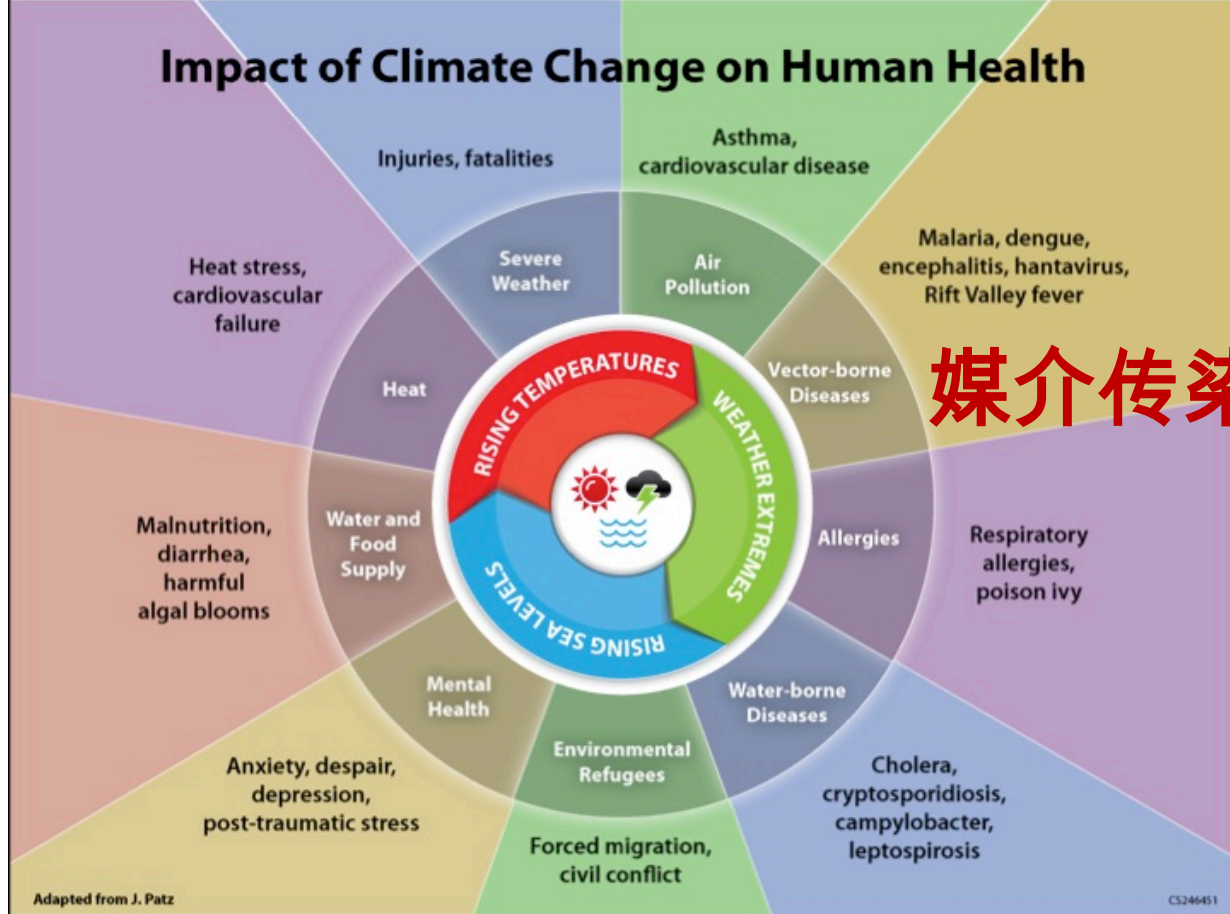 Impact of Climate Change on Human Health
Injuries, fatalities
Asthma,
cardiovascular disease
Malaria, dengue,
encephalitis, hantavirus,
Rift Valley fever
Heat stress,
cardiovascular
failure
Severe
Weather
Air
Pollution
Heat
Vector-borne
Diseases
媒介传染
RISING TEMPERATURES
WEATHER EXTREMES
RISING SEA LEVELS
Water and
Food
Supply
Allergies
Malnutrition,
diarrhea,
harmful
algal blooms
Respiratory
allergies,
poison ivy
Mental
Health
Water-borne
Diseases
Environmental
Refugees
Anxiety, despair,
depression,
post-traumatic stress
Cholera,
cryptosporidiosis,
campylobacter,
leptospirosis
Forced migration,
civil conflict
Adapted from J. Patz
CS246451